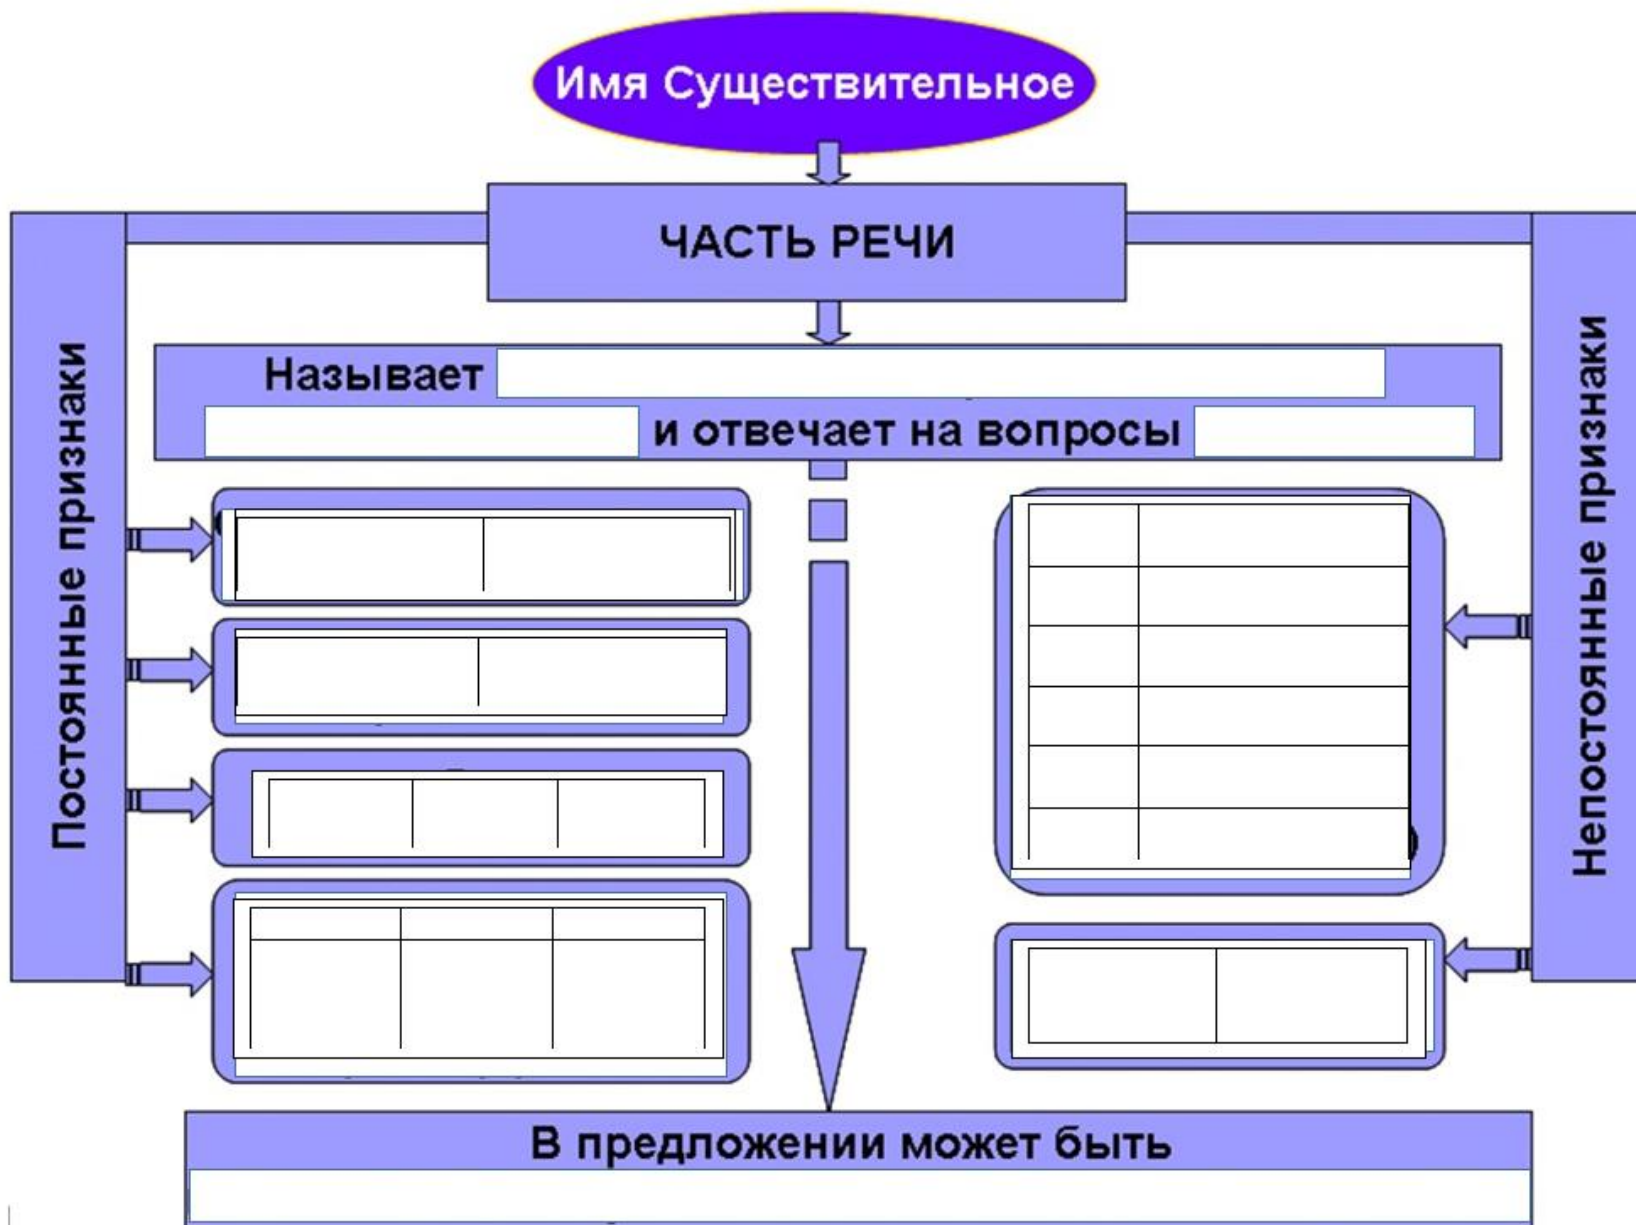 Имя Существительное
ЧАСТЬ РЕЧИ
Называет
и отвечает на вопросы
Постоянные признаки
Непостоянные признаки
В предложении может быть